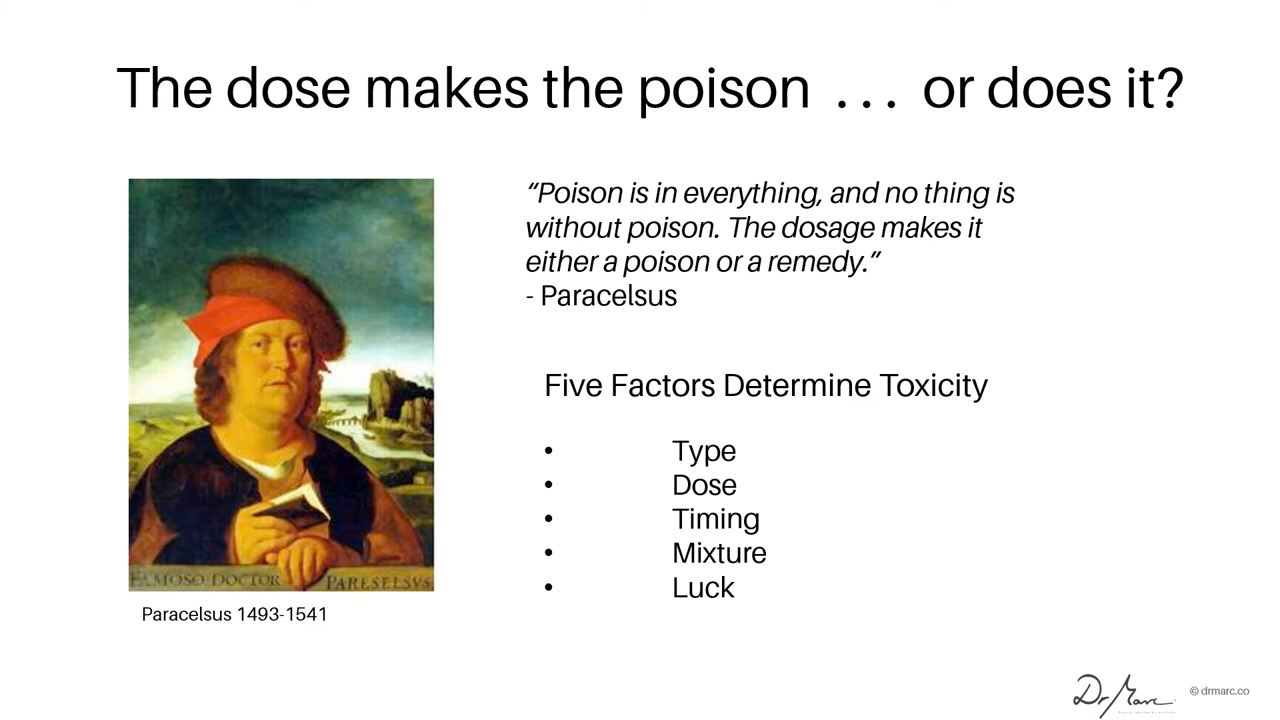 The dose makes the poison ... or does it?
“Poison is in everything, and no thing is
without poison. The dosage makes it
either a poison or a remedy.”
- Paracelsus
Five Factors Determine Toxicity
• Type
• Dose
• Timing
• Mixture
• Luck
FAMOSO DOCTOR PARESELSVS
Paracelsus 1493-1541
Dr Marc
© drmarc.co